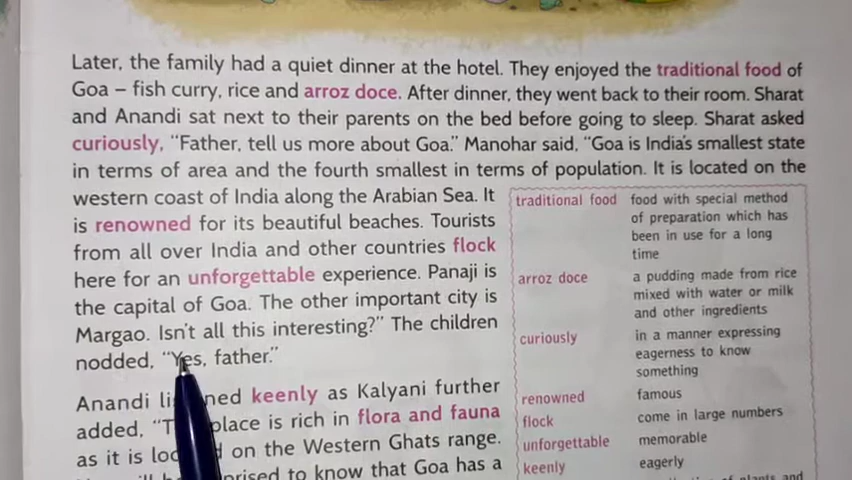 Later, the family had a quiet dinner at the hotel. They enjoyed the traditional food of
Goa – fish curry, rice and arroz doce. After dinner, they went back to their room. Sharat
and Anandi sat next to their parents on the bed before going to sleep. Sharat asked
curiously, “Father, tell us more about Goa.” Manohar said, “Goa is India's smallest state
in terms of area and the fourth smallest in terms of population. It is located on the
western coast of India along the Arabian Sea. It
is renowned for its beautiful beaches. Tourists
from all over India and other countries flock
here for an unforgettable experience. Panaji is
the capital of Goa. The other important city is
Margao. Isn't all this interesting?” The children
nodded, “Yes, father.”
Anandi keenly as Kalyani further
added, place is rich in flora and fauna
as it is on the Western Ghats range.
to know that Goa has a
traditional food food with special method
of preparation which has
been in use for a long
time
arroz doce a pudding made from rice
mixed with water or milk
and other ingredients
curiously in a manner expressing
eagerness to know
something
renowned famous
flock come in large numbers
unforgettable memorable
keenly eagerly